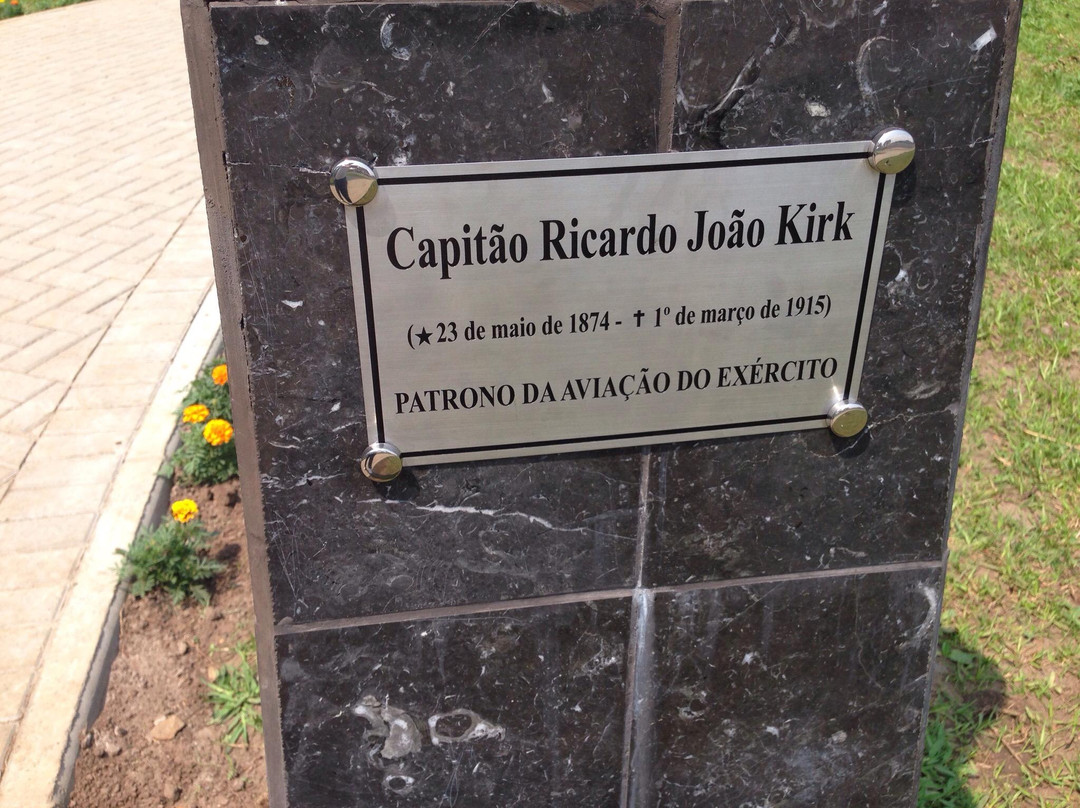 Capitão Ricardo João Kirk
(★23 de maio de 1874 - ✝ 1º de março de 1915)
PATRONO DA AVIAÇÃO DO EXÉRCITO